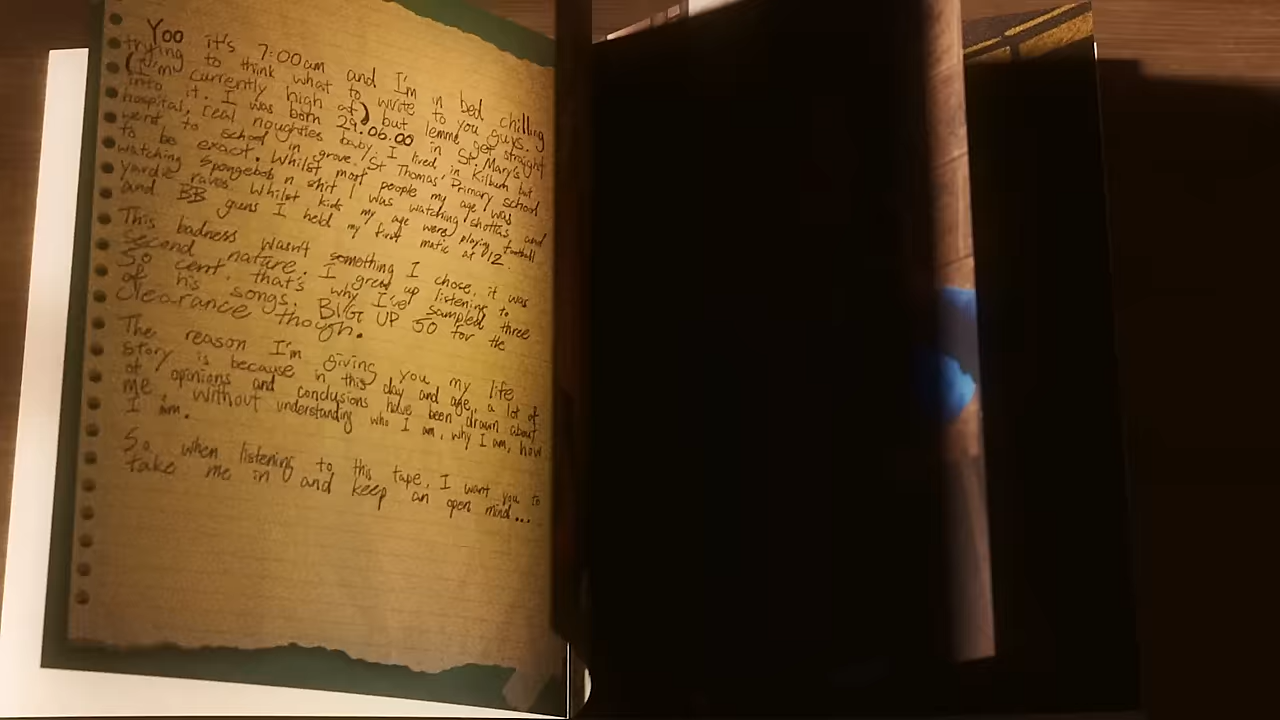 Yoo it's 7:00am and I'm in bed chilling
trying to think what to write to you guys.
(I'm currently high af) but lemme get straight
into it. I was born 29.06.00 in St. Mary's
hospital, real noughties baby. I lived in Kilburn but
went to school in grove. St Thomas Primary school
to be exact. Whilst most people my age was
watching Spongebob n shit I was watching shottas and
yardie raves. Whilst kids my age were playing football
and BB guns I held my first matic at 12.
This badness wasn't something I chose, it was
second nature. I grew up listening to
50 cent, that's why I've sampled three
of his songs. BIG UP 50 for the
clearance though.
The reason I'm giving you my life
story is because in this day and age, a lot of
of opinions and conclusions have been drawn about
me, without understanding who I am, why I am, how
I am.
So when listening to this tape, I want you to
take me in and keep an open mind...